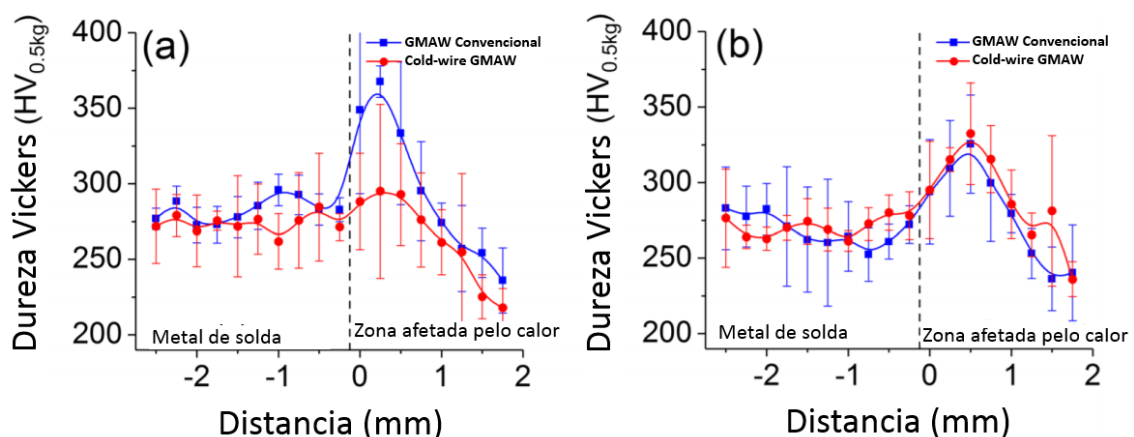 (a)
GMAW Convencional
Cold-wire GMAW
Dureza Vickers (HV0.5kg)
400
350
300
250
200
Metal de solda
Zona afetada pelo calor
-2 -1 0 1 2
Distancia (mm)
(b)
GMAW Convencional
Cold-wire GMAW
Dureza Vickers (HV0.5kg)
400
350
300
250
200
Metal de solda
Zona afetada pelo calor
-2 -1 0 1 2
Distancia (mm)